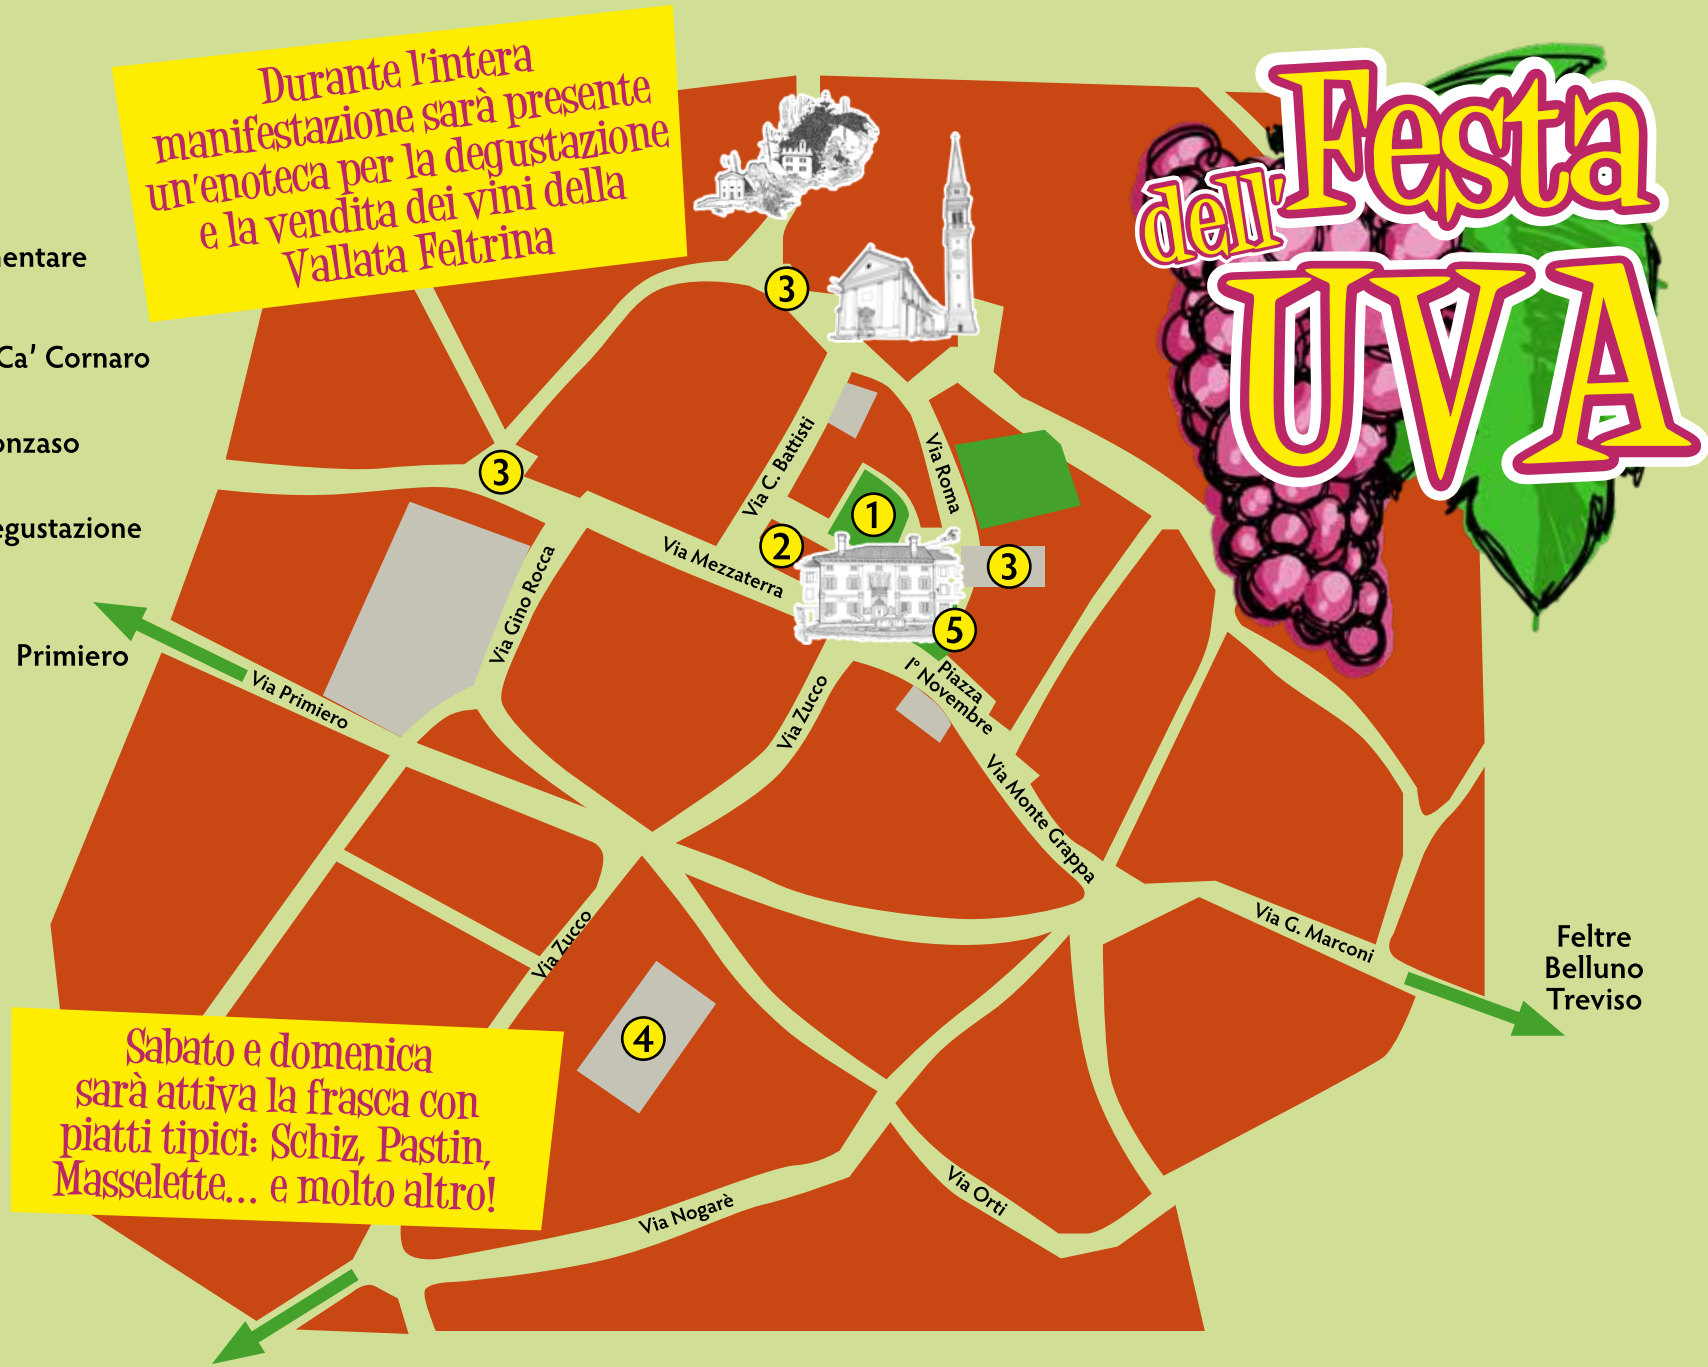 Durante l'intera
manifestazione sarà presente
un'enoteca per la degustazione
e la vendita dei vini della
Vallata Feltrina
Festa
dell'
UVA
Ca' Cornaro
3
3
Via C. Battisti
Via Roma
1
2
3
5
Via Mezzaterra
Via Gino Rocca
Primiero
Via Primiero
Via Zucco
Piazza
1° Novembre
Via Monte Grappa
Via G. Marconi
Feltre
Belluno
Treviso
Via Zucco
4
Sabato e domenica
sarà attiva la frasca con
piatti tipici: Schiz, Pastin,
Masselette... e molto altro!
Via Nogarè
Via Orti